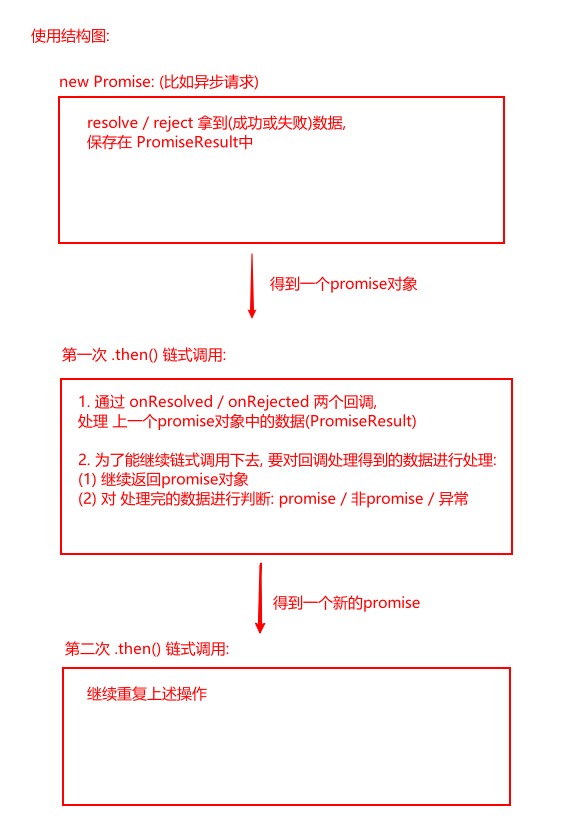 使用结构图:
new Promise: (比如异步请求)
resolve / reject 拿到(成功或失败)数据,
保存在 PromiseResult中
得到一个promise对象
第一次 .then() 链式调用:
1. 通过 onResolved / onRejected 两个回调,
处理 上一个promise对象中的数据(PromiseResult)
2. 为了能继续链式调用下去, 要对回调处理得到的数据进行处理:
(1) 继续返回promise对象
(2) 对 处理完的数据进行判断: promise / 非promise / 异常
得到一个新的promise
第二次 .then() 链式调用:
继续重复上述操作